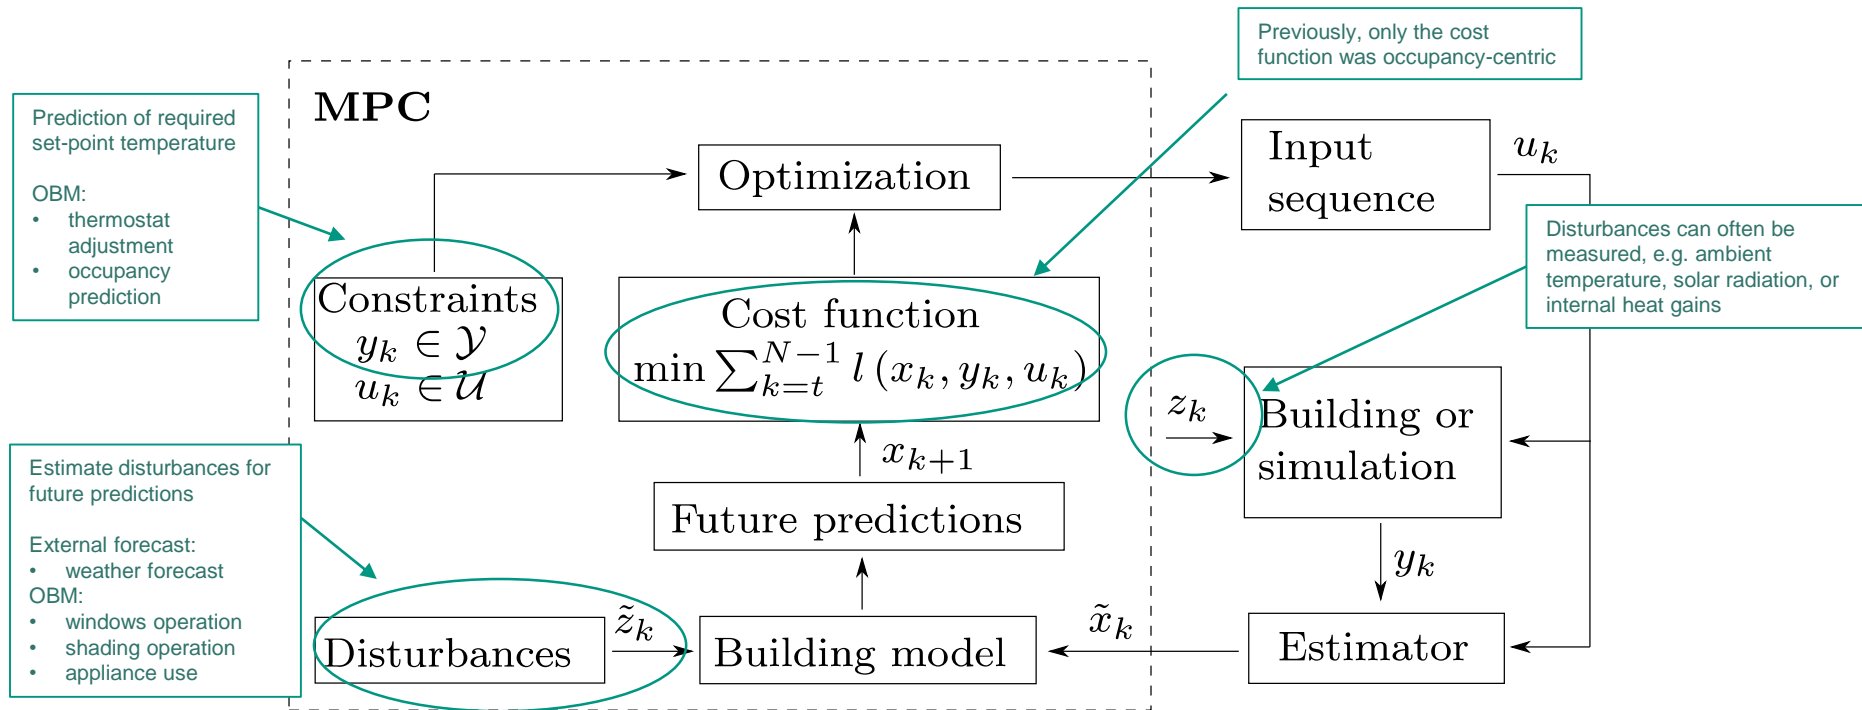 Previously, only the cost
function was occupancy-centric
Prediction of required
set-point temperature
OBM:
• thermostat
adjustment
• occupancy
prediction
MPC
Optimization
Input
sequence
u_k
Disturbances can often be
measured, e.g. ambient
temperature, solar radiation, or
internal heat gains
Constraints
y_k ∈ 𝒴
u_k ∈ 𝒰
Cost function
min ∑_{k=t}^{N−1} l (x_k, y_k, u_k)
z_k
Building or
simulation
x_{k+1}
Future predictions
y_k
Estimate disturbances for
future predictions
External forecast:
• weather forecast
OBM:
• windows operation
• shading operation
• appliance use
Disturbances
z̃_k
Building model
x̃_k
Estimator